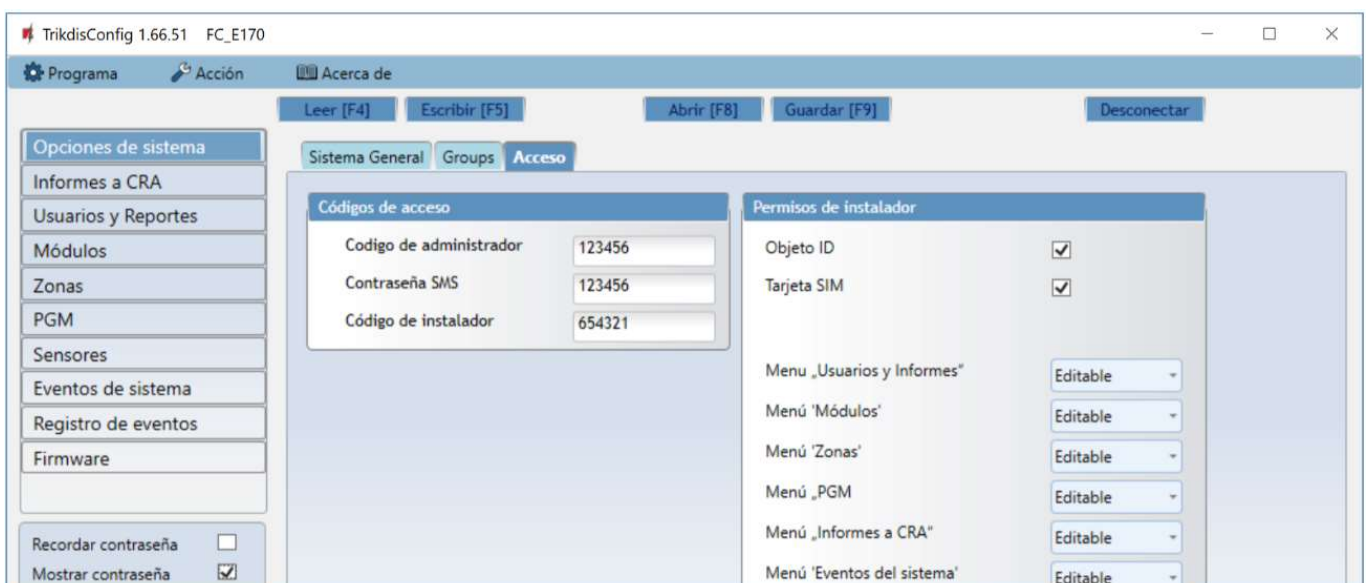 TrikdisConfig 1.66.51 FC_E170
Programa Acción Acerca de
Leer [F4] Escribir [F5] Abrir [F8] Guardar [F9] Desconectar
Opciones de sistema
Informes a CRA
Usuarios y Reportes
Módulos
Zonas
PGM
Sensores
Eventos de sistema
Registro de eventos
Firmware
Recordar contraseña
Mostrar contraseña
Sistema General Groups Acceso
Códigos de acceso
Codigo de administrador 123456
Contraseña SMS 123456
Código de instalador 654321
Permisos de instalador
Objeto ID
Tarjeta SIM
Menu „Usuarios y Informes“ Editable
Menú 'Módulos' Editable
Menú 'Zonas' Editable
Menú „PGM Editable
Menú „Informes a CRA“ Editable
Menú 'Eventos del sistema' Editable